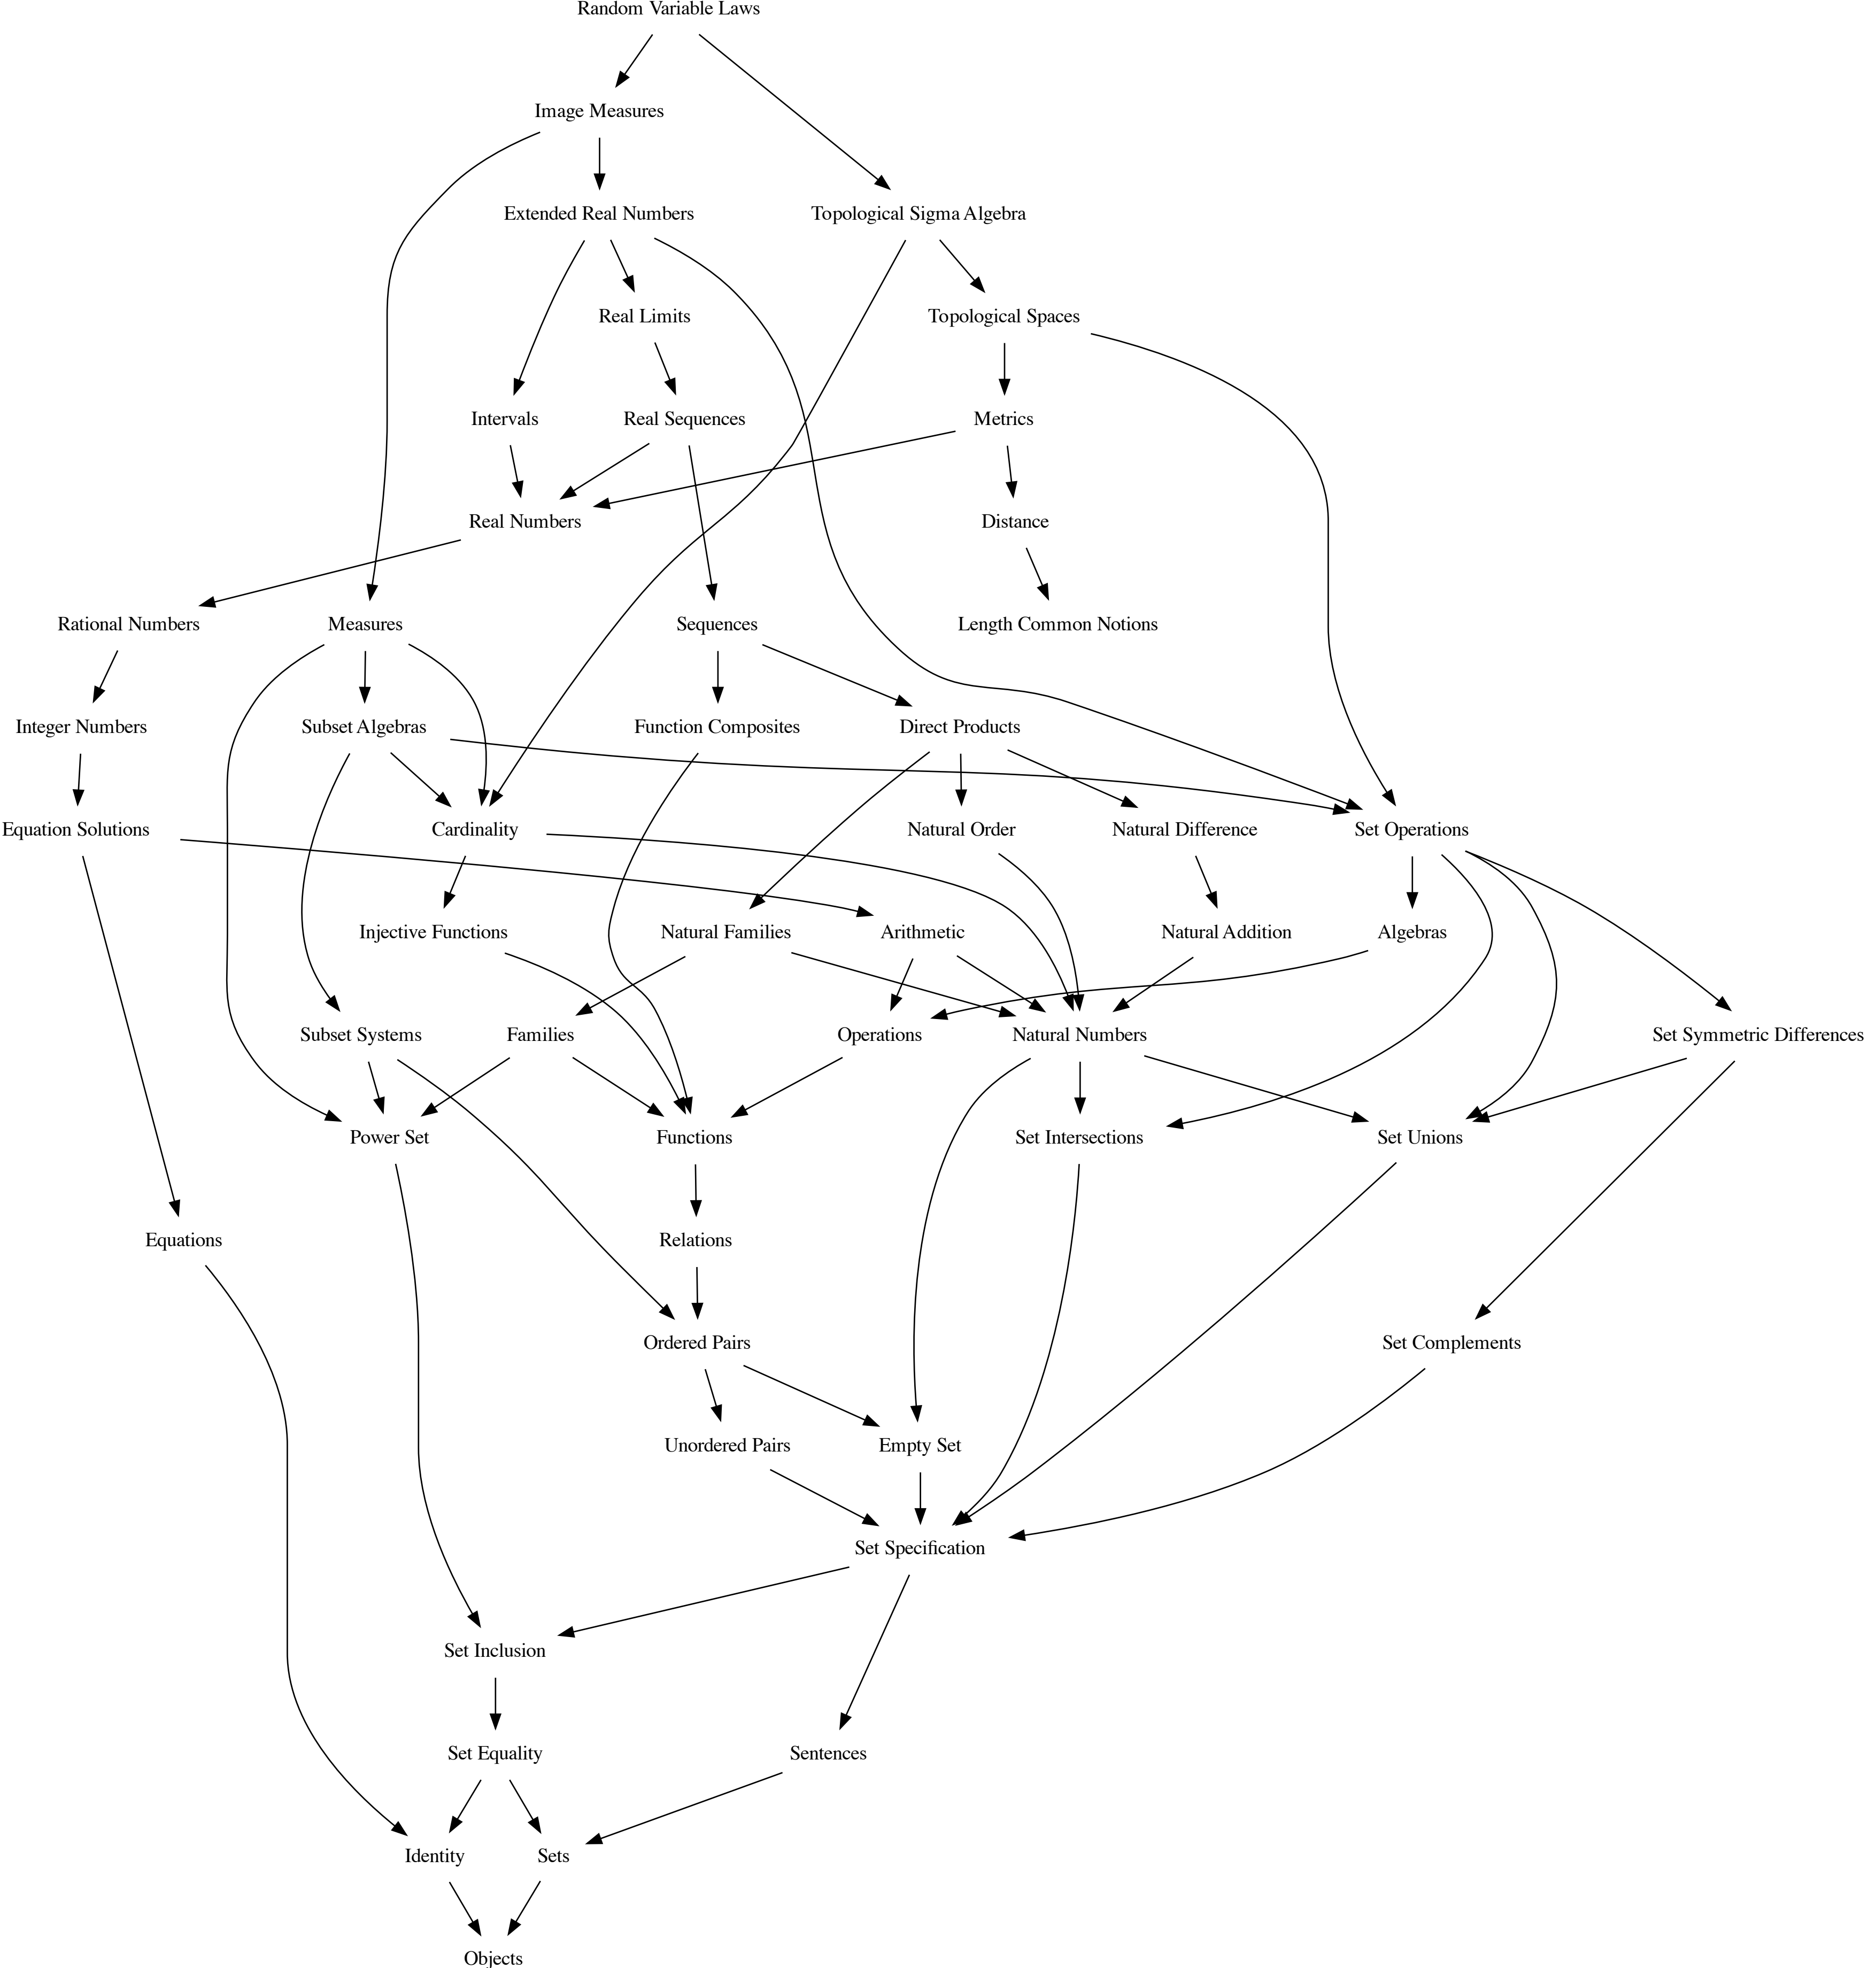 Random Variable Laws
Image Measures
Extended Real Numbers
Topological Sigma Algebra
Real Limits
Topological Spaces
Intervals
Real Sequences
Metrics
Real Numbers
Distance
Rational Numbers
Measures
Sequences
Length Common Notions
Integer Numbers
Subset Algebras
Function Composites
Direct Products
Equation Solutions
Cardinality
Natural Order
Natural Difference
Set Operations
Injective Functions
Natural Families
Arithmetic
Natural Addition
Algebras
Subset Systems
Families
Operations
Natural Numbers
Set Symmetric Differences
Power Set
Functions
Set Intersections
Set Unions
Equations
Relations
Ordered Pairs
Set Complements
Unordered Pairs
Empty Set
Set Specification
Set Inclusion
Set Equality
Sentences
Identity
Sets
Objects